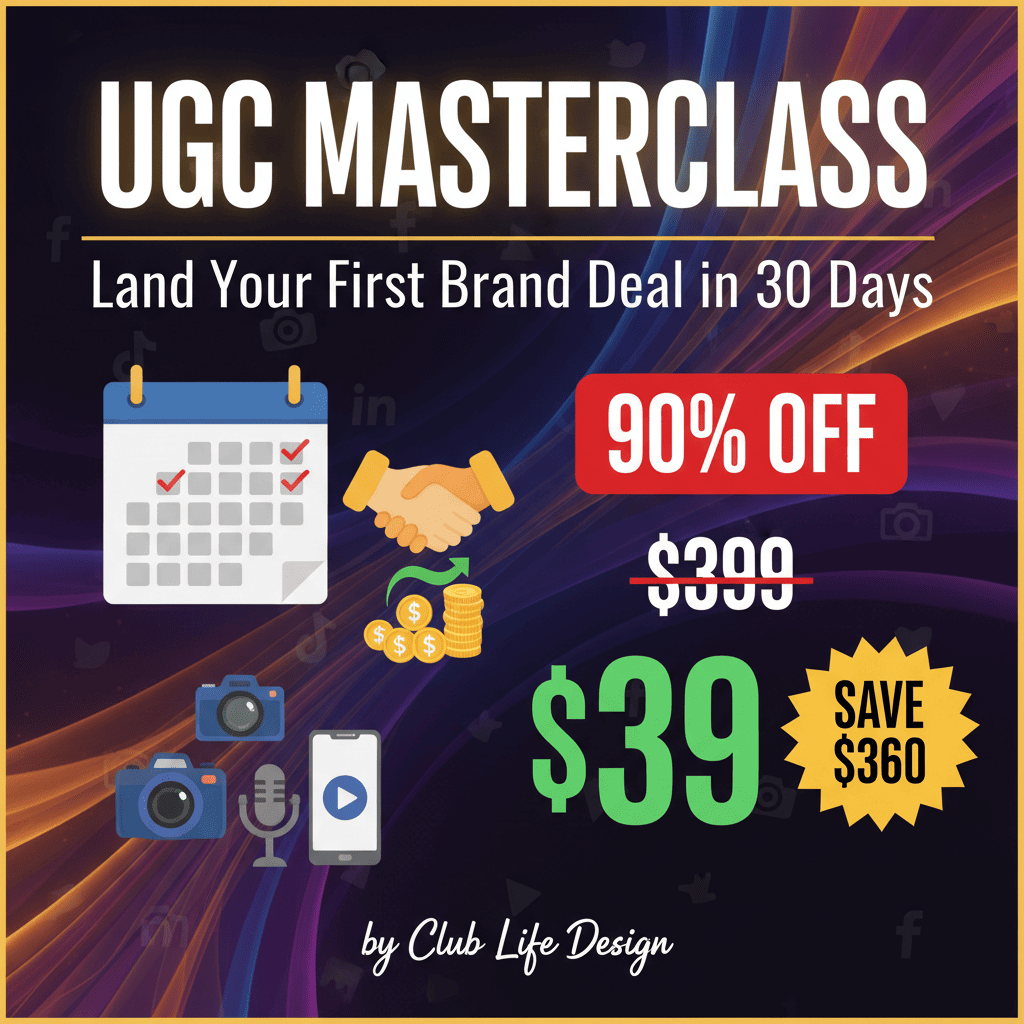 UGC MASTERCLASS
Land Your First Brand Deal in 30 Days
90% OFF
$399
$39
SAVE
$360
by Club Life Design